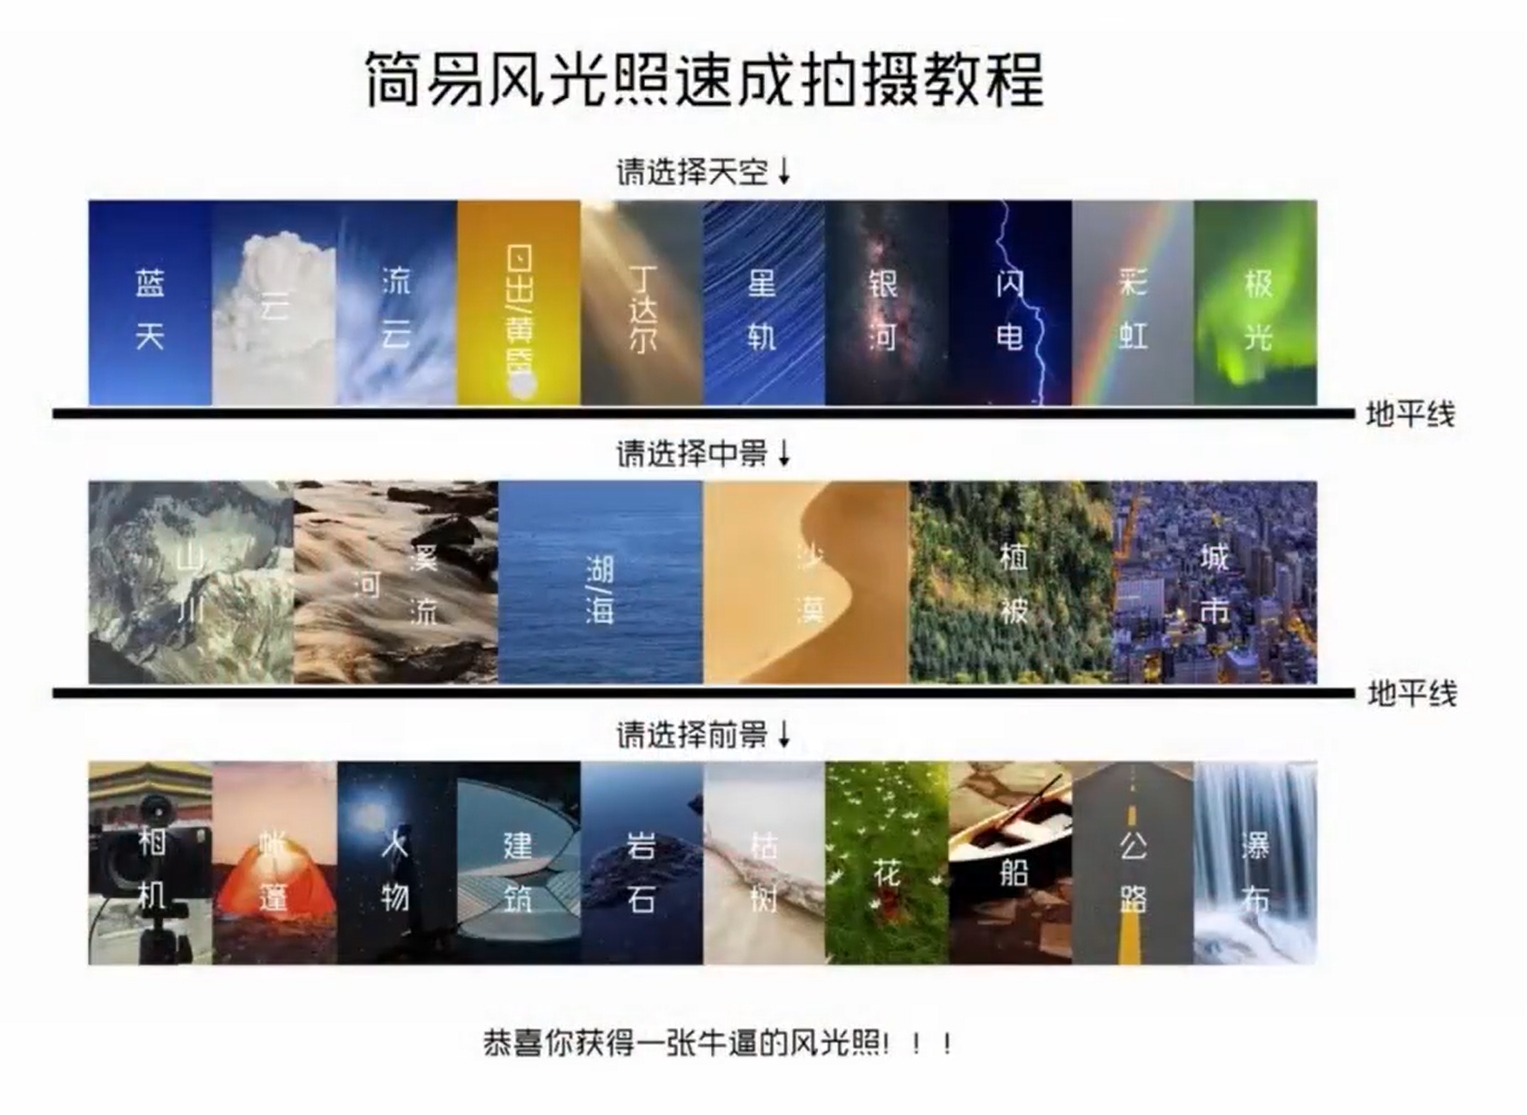 简易风光照速成拍摄教程
请选择天空↓
蓝天
云
流云
日出/黄昏
丁达尔
星轨
银河
闪电
彩虹
极光
地平线
请选择中景↓
山川
河
溪流
湖/海
沙漠
植被
城市
地平线
请选择前景↓
相机
帐篷
人物
建筑
岩石
枯树
花
船
公路
瀑布
恭喜你获得一张牛逼的风光照!！！